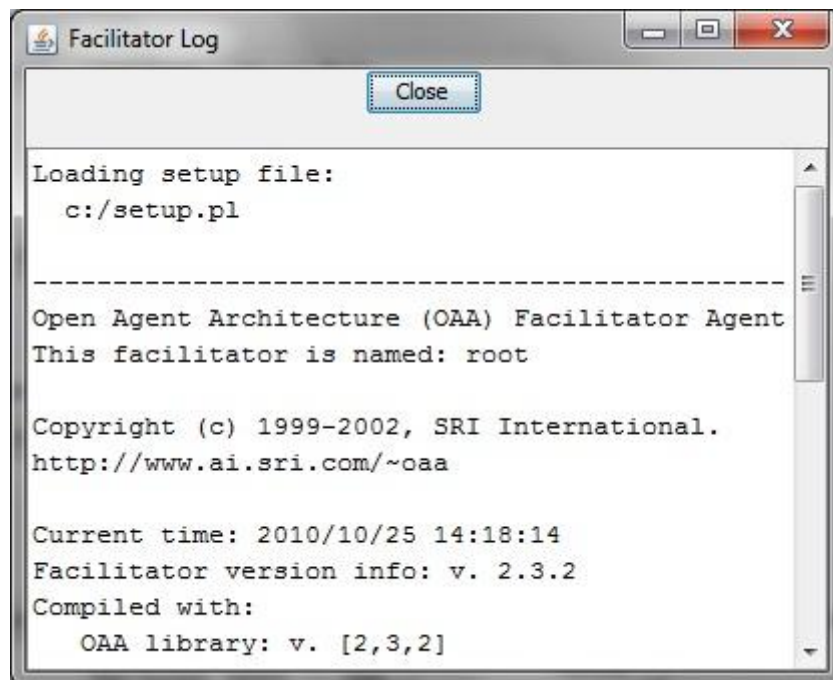 Facilitator Log
Close
Loading setup file:
c:/setup.pl
-----------------------------------------------
Open Agent Architecture (OAA) Facilitator Agent
This facilitator is named: root
Copyright (c) 1999-2002, SRI International.
http://www.ai.sri.com/~oaa
Current time: 2010/10/25 14:18:14
Facilitator version info: v. 2.3.2
Compiled with:
OAA library: v. [2,3,2]